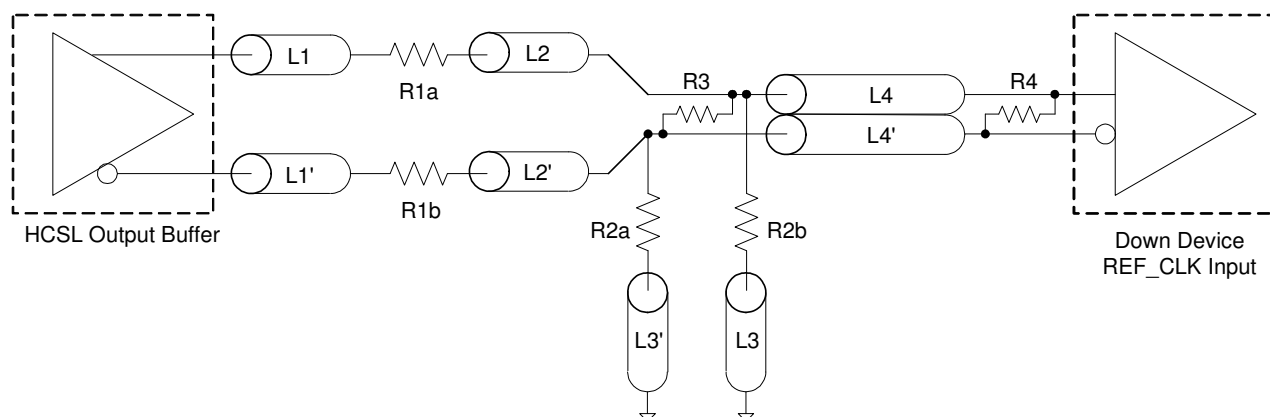 L1
R1a
L2
R3
L4
R4
L4'
L1'
R1b
L2'
HCSL Output Buffer
R2a
R2b
Down Device
REF_CLK Input
L3'
L3